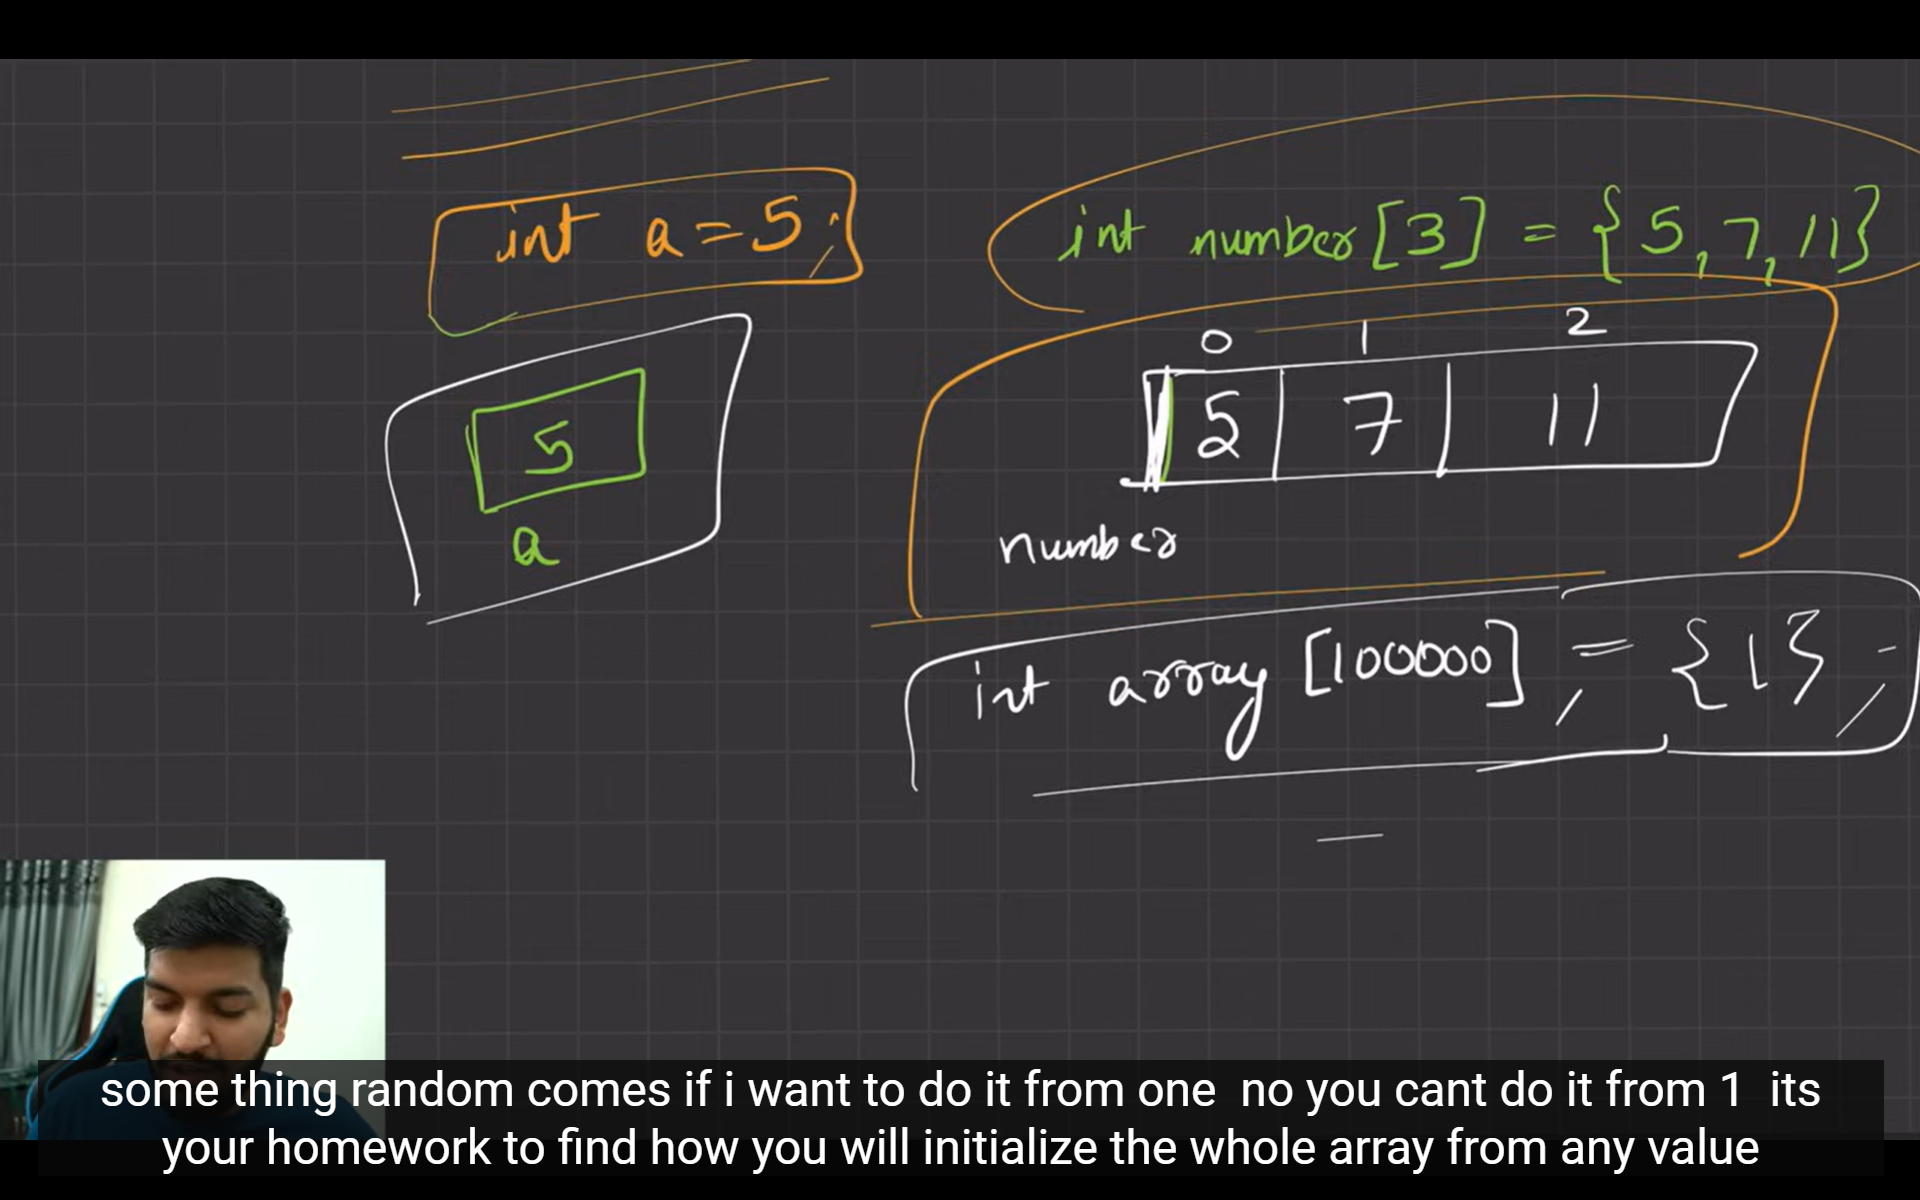 int a = 5;
5
a
int number[3] = {5, 7, 11}
0 1 2
5 7 11
number
int array [100000], = {1};
some thing random comes if i want to do it from one no you cant do it from 1 its
your homework to find how you will initialize the whole array from any value